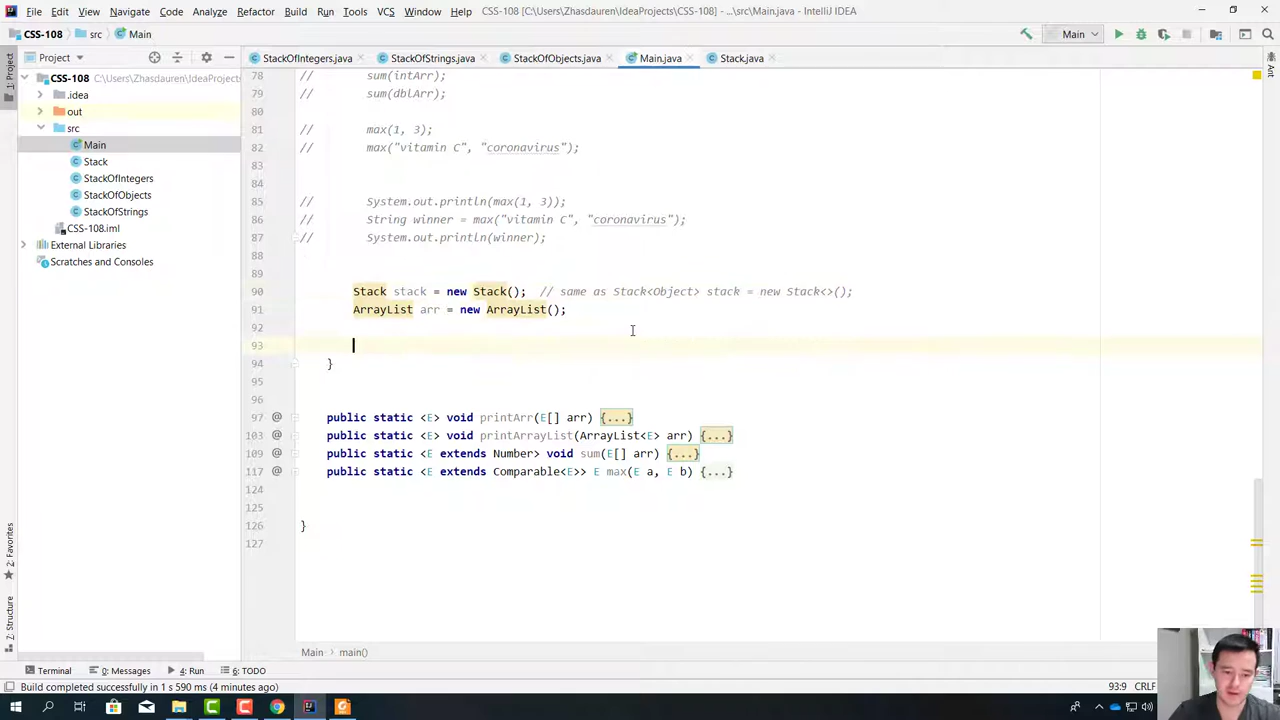 File Edit View Navigate Code Analyze Refactor Build Run Tools VCS Window Help CSS-108 [C:\Users\Zhasdauren\IdeaProjects\CSS-108] - ...\src\Main.java - IntelliJ IDEA
CSS-108 src Main Main
Project StackOfIntegers.java StackOfStrings.java StackOfObjects.java Main.java Stack.java
1: Project
Ant
CSS-108 C:\Users\Zhasdauren\IdeaProjects
.idea
out
src
Main
Stack
StackOfIntegers
StackOfObjects
StackOfStrings
CSS-108.iml
External Libraries
Scratches and Consoles
78 // sum(intArr);
79 // sum(dblArr);
80
81 // max(1, 3);
82 // max("vitamin C", "coronavirus");
83
84
85 // System.out.println(max(1, 3));
86 // String winner = max("vitamin C", "coronavirus");
87 // System.out.println(winner);
88
89
90 Stack stack = new Stack(); // same as Stack<Object> stack = new Stack<>();
91 ArrayList arr = new ArrayList();
92
93
94 }
95
96
97 @ public static <E> void printArr(E[] arr) {...}
103 @ public static <E> void printArrayList(ArrayList<E> arr) {...}
109 @ public static <E extends Number> void sum(E[] arr) {...}
117 @ public static <E extends Comparable<E>> E max(E a, E b) {...}
124
125
126 }
127
2: Favorites
7: Structure
Main main()
Terminal 0: Messages 4: Run 6: TODO
Build completed successfully in 1 s 590 ms (4 minutes ago) 93:9 CRLF